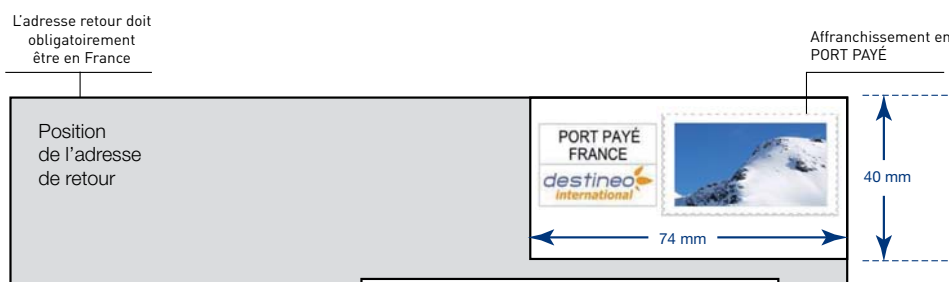 L'adresse retour doit
obligatoirement
être en France
Affranchissement en
PORT PAYÉ
Position
de l'adresse
de retour
PORT PAYÉ
FRANCE
destineo
international
40 mm
74 mm